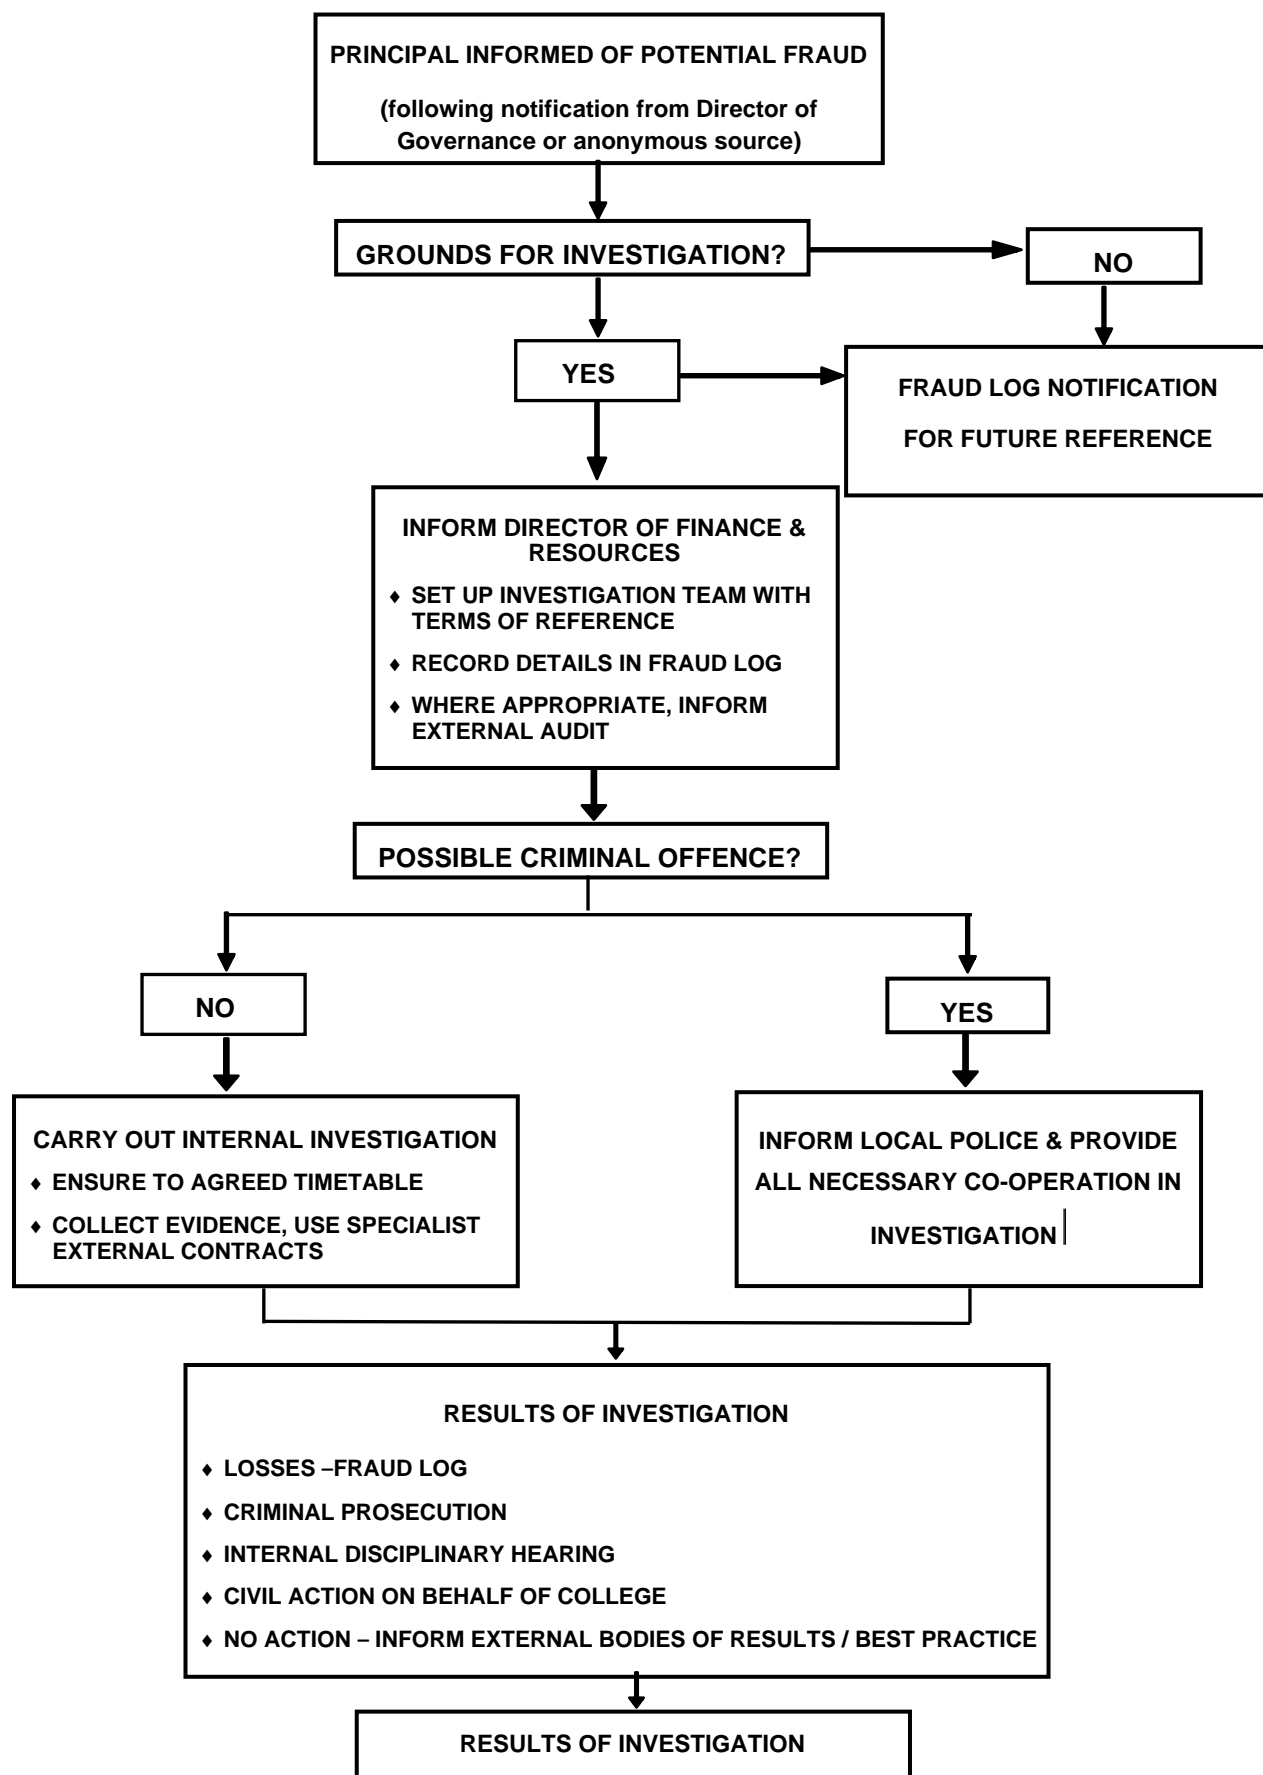 PRINCIPAL INFORMED OF POTENTIAL FRAUD
(following notification from Director of
Governance or anonymous source)
GROUNDS FOR INVESTIGATION?
NO
YES
FRAUD LOG NOTIFICATION
FOR FUTURE REFERENCE
INFORM DIRECTOR OF FINANCE &
RESOURCES
♦ SET UP INVESTIGATION TEAM WITH
TERMS OF REFERENCE
♦ RECORD DETAILS IN FRAUD LOG
♦ WHERE APPROPRIATE, INFORM
EXTERNAL AUDIT
POSSIBLE CRIMINAL OFFENCE?
NO
YES
CARRY OUT INTERNAL INVESTIGATION
♦ ENSURE TO AGREED TIMETABLE
♦ COLLECT EVIDENCE, USE SPECIALIST
EXTERNAL CONTRACTS
INFORM LOCAL POLICE & PROVIDE
ALL NECESSARY CO-OPERATION IN
INVESTIGATION
RESULTS OF INVESTIGATION
♦ LOSSES –FRAUD LOG
♦ CRIMINAL PROSECUTION
♦ INTERNAL DISCIPLINARY HEARING
♦ CIVIL ACTION ON BEHALF OF COLLEGE
♦ NO ACTION – INFORM EXTERNAL BODIES OF RESULTS / BEST PRACTICE
RESULTS OF INVESTIGATION